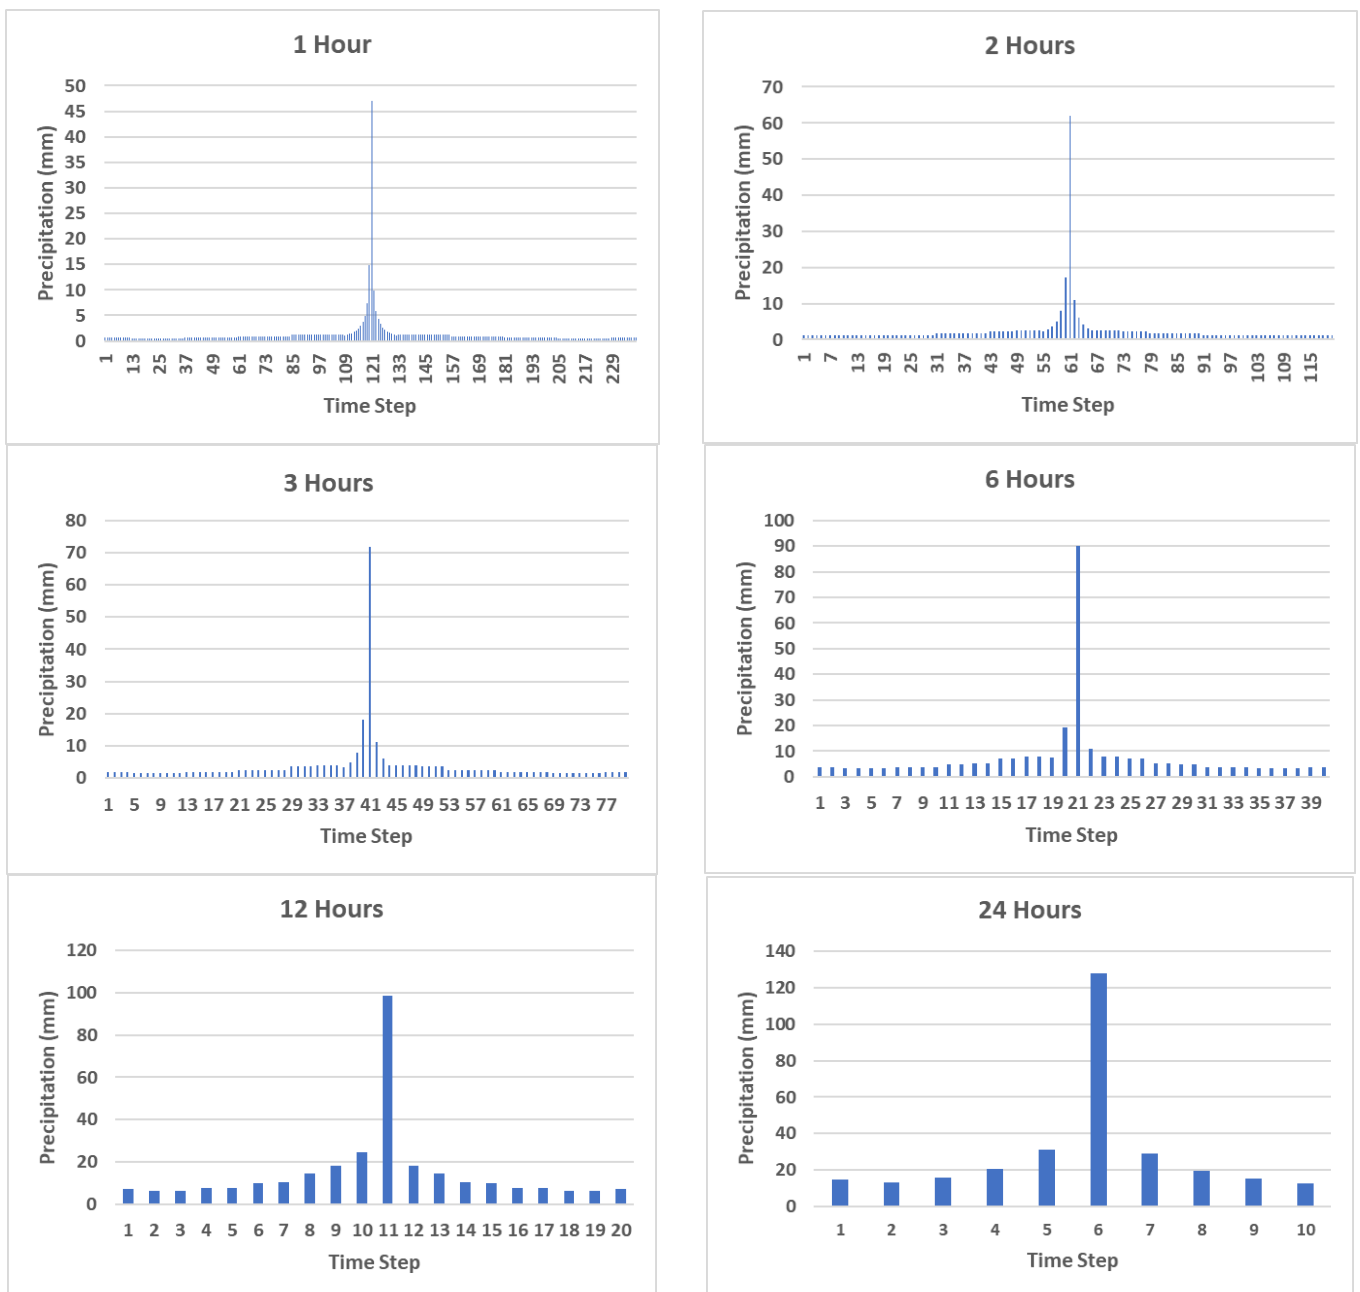 1 Hour
Precipitation (mm)
50
45
40
35
30
25
20
15
10
5
0
1 13 25 37 49 61 73 85 97 109 121 133 145 157 169 181 193 205 217 229
Time Step
2 Hours
Precipitation (mm)
70
60
50
40
30
20
10
0
1 7 13 19 25 31 37 43 49 55 61 67 73 79 85 91 97 103 109 115
Time Step
3 Hours
Precipitation (mm)
80
70
60
50
40
30
20
10
0
1 5 9 13 17 21 25 29 33 37 41 45 49 53 57 61 65 69 73 77
Time Step
6 Hours
Precipitation (mm)
100
90
80
70
60
50
40
30
20
10
0
1 3 5 7 9 11 13 15 17 19 21 23 25 27 29 31 33 35 37 39
Time Step
12 Hours
Precipitation (mm)
120
100
80
60
40
20
0
1 2 3 4 5 6 7 8 9 10 11 12 13 14 15 16 17 18 19 20
Time Step
24 Hours
Precipitation (mm)
140
120
100
80
60
40
20
0
1 2 3 4 5 6 7 8 9 10
Time Step